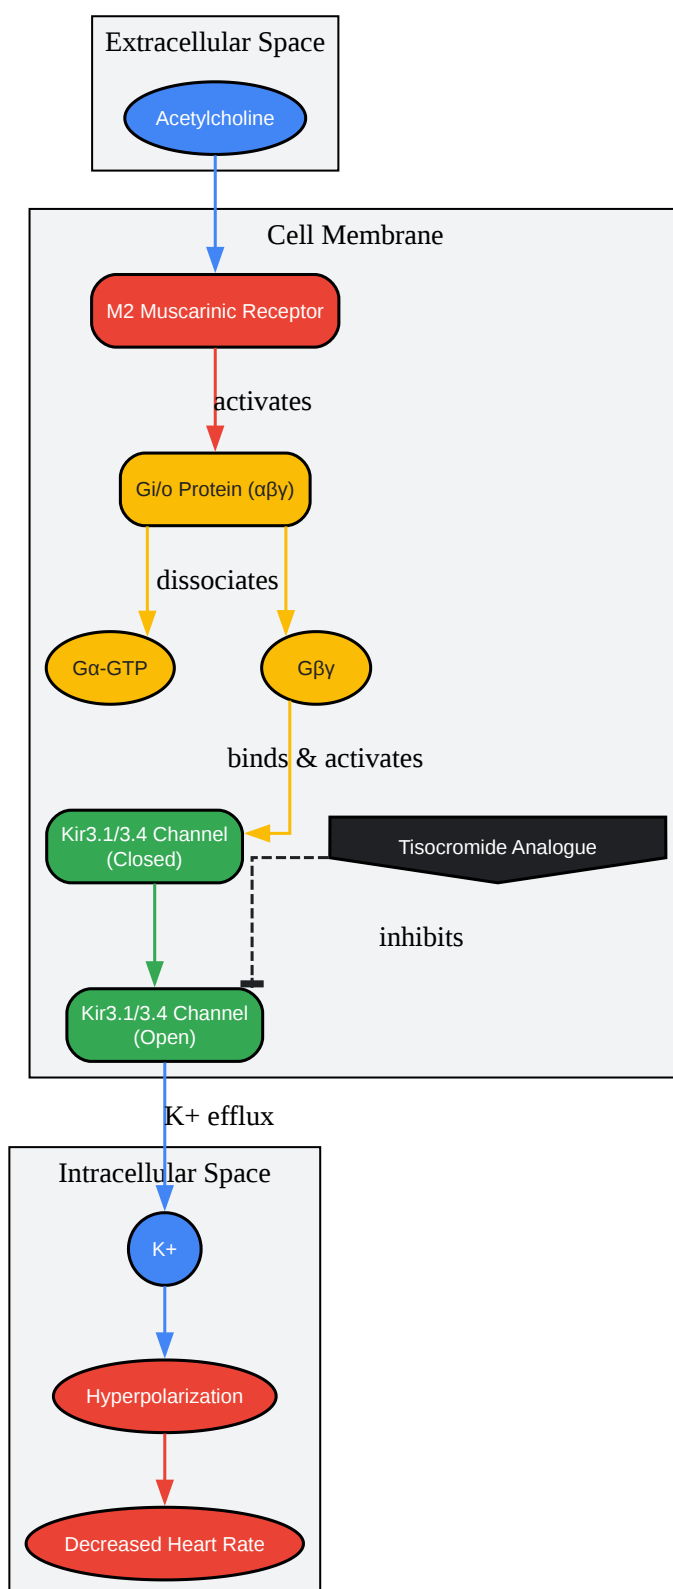 Extracellular Space
Acetylcholine
Cell Membrane
M2 Muscarinic Receptor
activates
Gi/o Protein (αβγ)
dissociates
Gα-GTP
Gβγ
binds & activates
Kir3.1/3.4 Channel
(Closed)
Tisocromide Analogue
inhibits
Kir3.1/3.4 Channel
(Open)
K+ efflux
Intracellular Space
K+
Hyperpolarization
Decreased Heart Rate